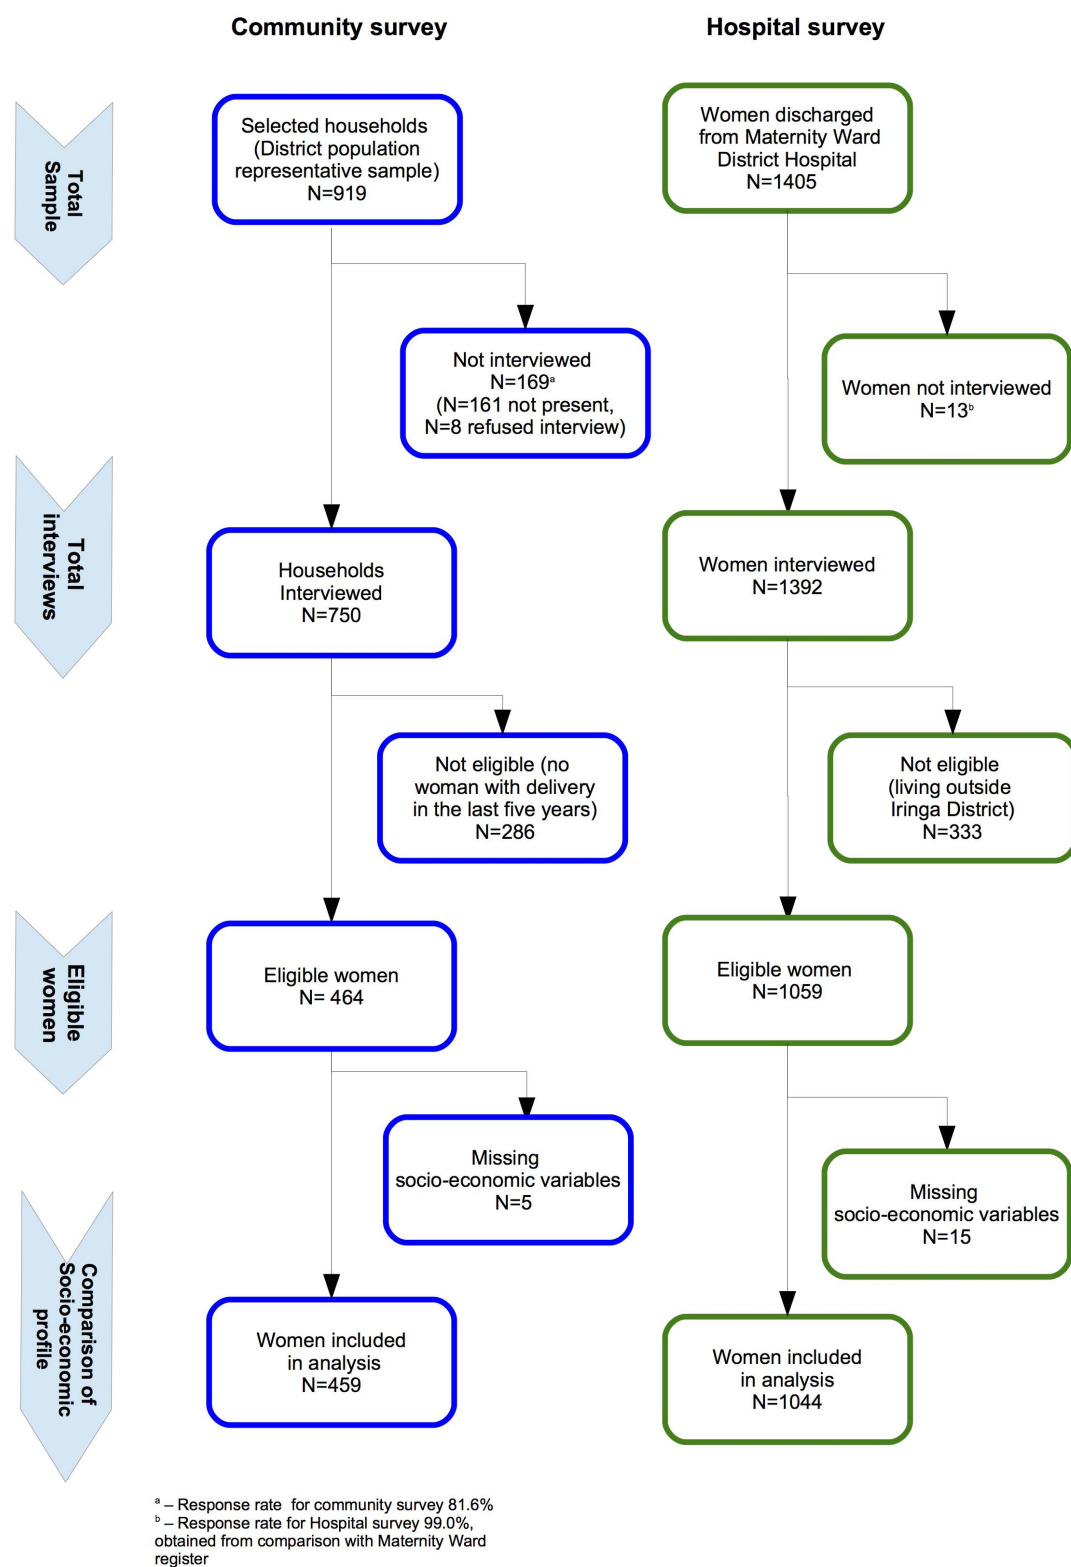 Community survey
Hospital survey
Total
Sample
Selected households
(District population
representative sample)
N=919
Women discharged
from Maternity Ward
District Hospital
N=1405
Not interviewed
N=169ᵃ
(N=161 not present,
N=8 refused interview)
Women not interviewed
N=13ᵇ
Total
interviews
Households
Interviewed
N=750
Women interviewed
N=1392
Not eligible (no
woman with delivery
in the last five years)
N=286
Not eligible
(living outside
Iringa District)
N=333
Eligible
women
Eligible women
N= 464
Eligible women
N=1059
Missing
socio-economic variables
N=5
Missing
socio-economic variables
N=15
Comparison of
Socio-economic
profile
Women included
in analysis
N=459
Women included
in analysis
N=1044
ᵃ – Response rate for community survey 81.6%
ᵇ – Response rate for Hospital survey 99.0%,
obtained from comparison with Maternity Ward
register